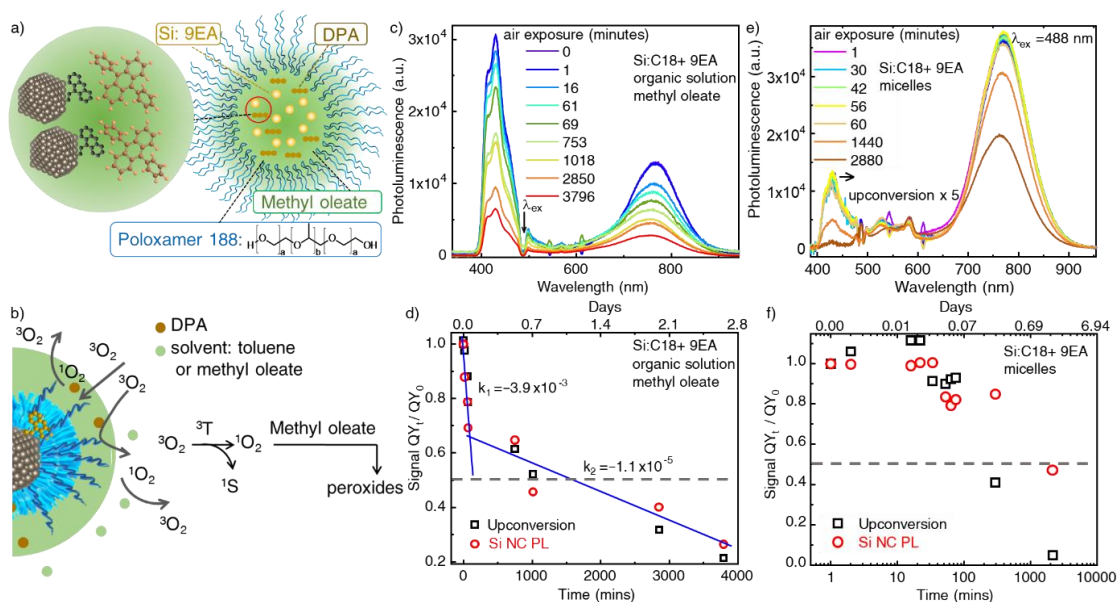 a)
Si: 9EA
DPA
Methyl oleate
Poloxamer 188:
H
O
a
O
b
O
a
OH
b)
³O₂
DPA
solvent: toluene
or methyl oleate
³O₂
¹O₂
³O₂
¹O₂
³O₂
³O₂
³T
¹O₂
¹S
Methyl oleate
peroxides
c)
air exposure (minutes)
0
1
16
61
69
753
1018
2850
3796
Si:C18+ 9EA
organic solution
methyl oleate
λex
3x10⁴
2x10⁴
1x10⁴
0
Photoluminescence (a.u.)
400
600
800
Wavelength (nm)
d)
Days
0.0
0.7
1.4
2.1
2.8
Si:C18+ 9EA
organic solution
methyl oleate
k₁=−3.9 x10⁻³
k₂=−1.1x10⁻⁵
Upconversion
Si NC PL
1.0
0.8
0.6
0.4
0.2
Signal QYt / QY0
0
1000
2000
3000
4000
Time (mins)
e)
air exposure (minutes)
1
30
42
56
60
1440
2880
Si:C18+ 9EA
micelles
λex =488 nm
upconversion x 5
3x10⁴
2x10⁴
1x10⁴
0
Photoluminescence (a.u.)
400
500
600
700
800
900
Wavelength (nm)
f)
Days
0.00
0.01
0.07
0.69
6.94
Si:C18+ 9EA
micelles
Upconversion
Si NC PL
1.0
0.8
0.6
0.4
0.2
0.0
Signal QYt / QY0
1
10
100
1000
10000
Time (mins)